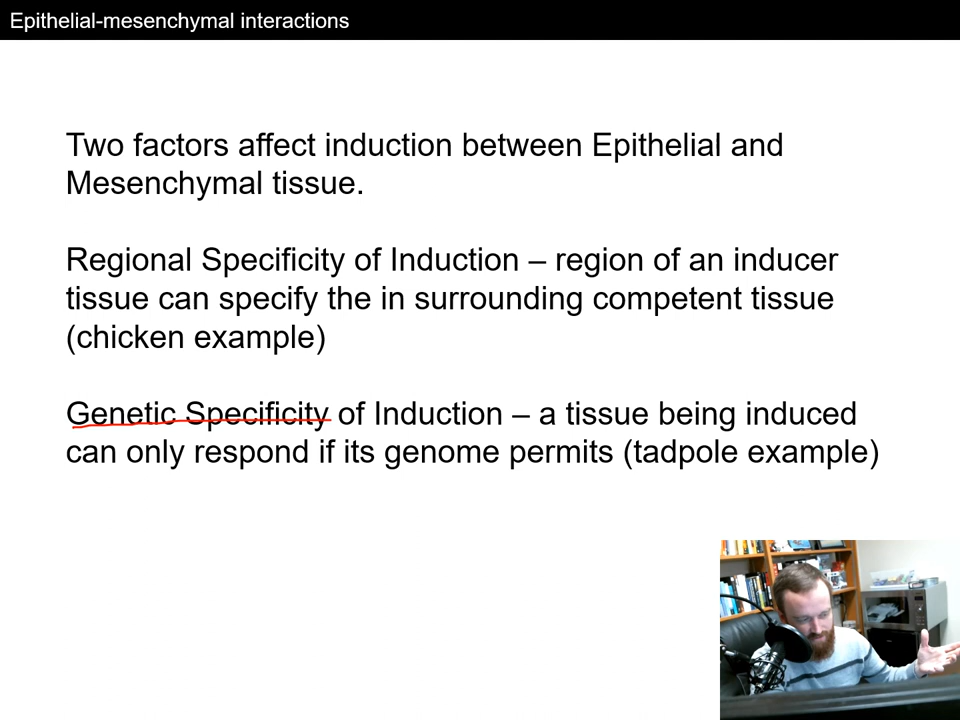 Epithelial-mesenchymal interactions
Two factors affect induction between Epithelial and
Mesenchymal tissue.
Regional Specificity of Induction – region of an inducer
tissue can specify the in surrounding competent tissue
(chicken example)
Genetic Specificity of Induction – a tissue being induced
can only respond if its genome permits (tadpole example)